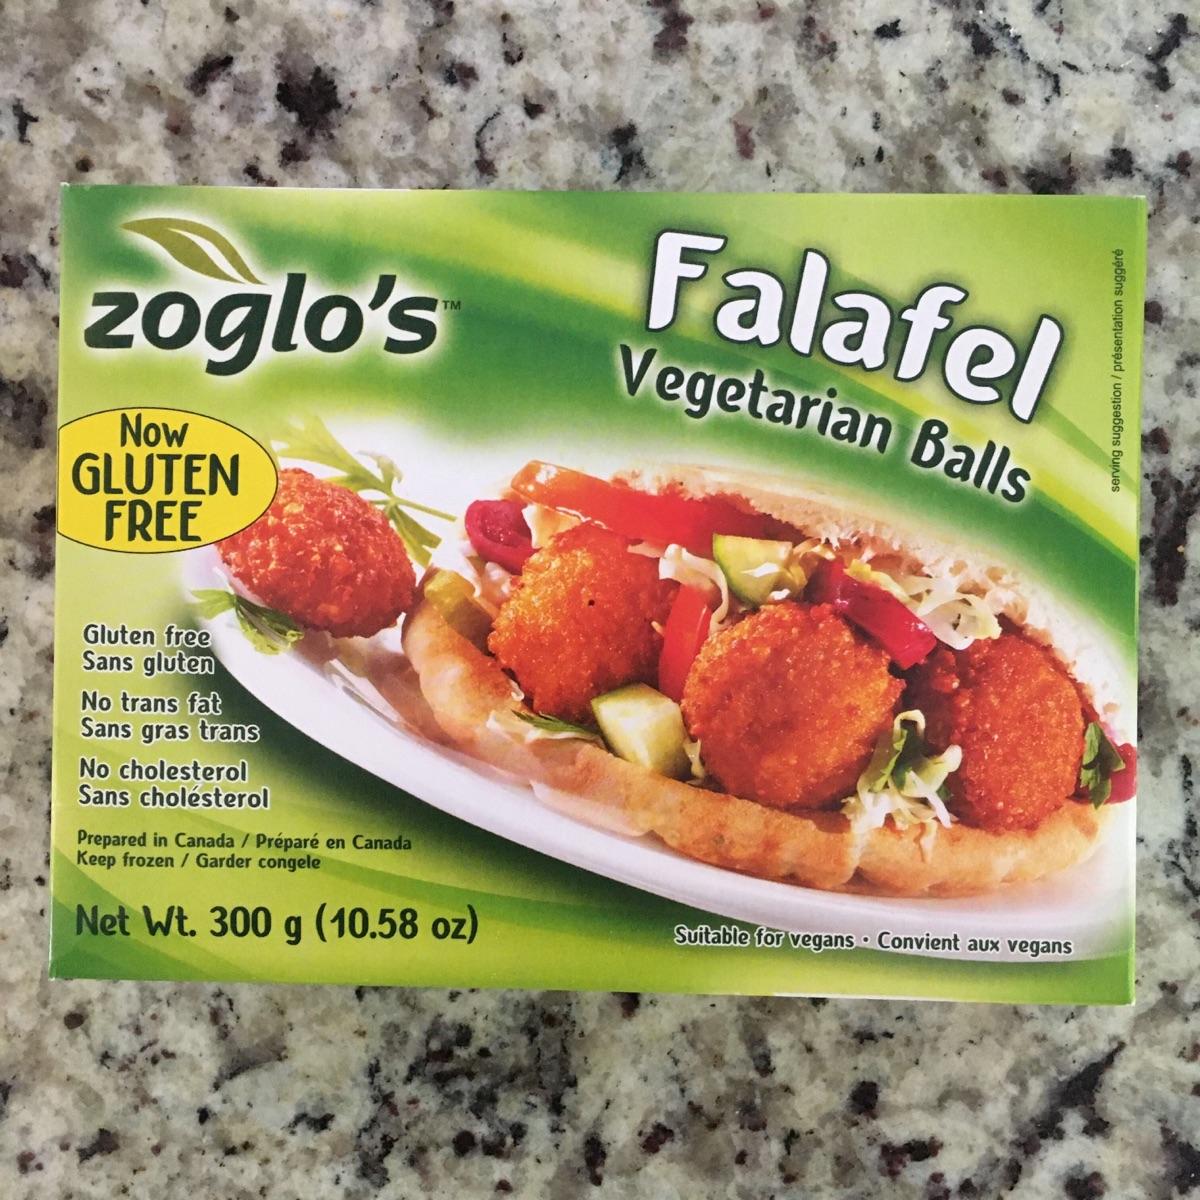 zoglo's™
Falafel
Vegetarian Balls
serving suggestion / présentation suggéré
Now
GLUTEN
FREE
Gluten free
Sans gluten
No trans fat
Sans gras trans
No cholesterol
Sans cholésterol
Prepared in Canada / Préparé en Canada
Keep frozen / Garder congele
Net Wt. 300 g (10.58 oz)
Suitable for vegans • Convient aux vegans